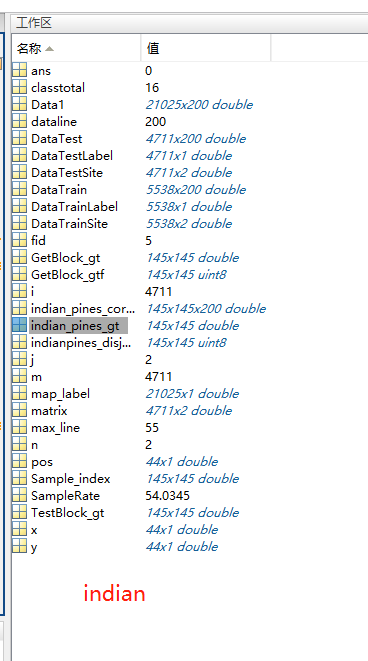 工作区
名称 值
ans 0
classtotal 16
Data1 21025x200 double
dataline 200
DataTest 4711x200 double
DataTestLabel 4711x1 double
DataTestSite 4711x2 double
DataTrain 5538x200 double
DataTrainLabel 5538x1 double
DataTrainSite 5538x2 double
fid 5
GetBlock_gt 145x145 double
GetBlock_gtf 145x145 uint8
i 4711
indian_pines_cor... 145x145x200 double
indian_pines_gt 145x145 double
indianpines_disj... 145x145 uint8
j 2
m 4711
map_label 21025x1 double
matrix 4711x2 double
max_line 55
n 2
pos 44x1 double
Sample_index 145x145 double
SampleRate 54.0345
TestBlock_gt 145x145 double
x 44x1 double
y 44x1 double
indian